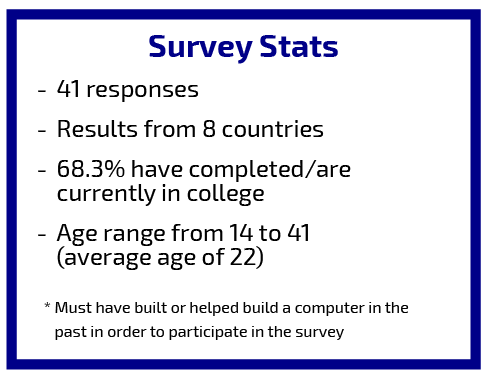 Survey Stats
- 41 responses
- Results from 8 countries
- 68.3% have completed/are
currently in college
- Age range from 14 to 41
(average age of 22)
* Must have built or helped build a computer in the
past in order to participate in the survey